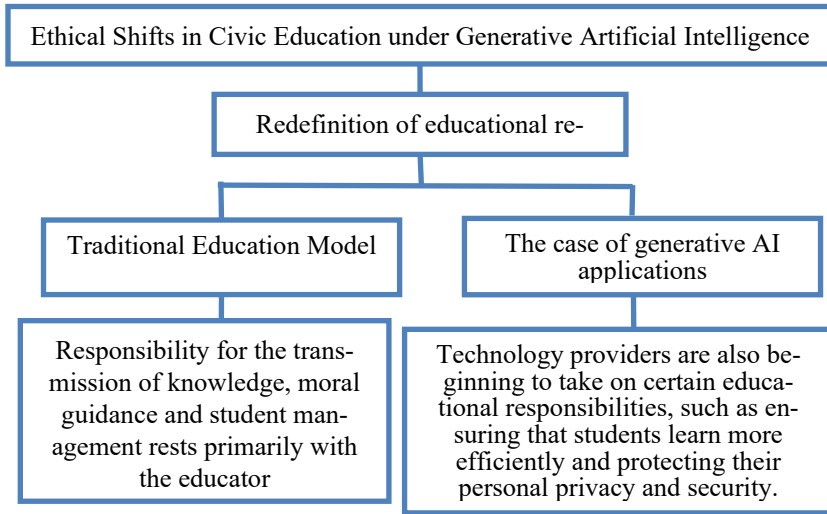 Ethical Shifts in Civic Education under Generative Artificial Intelligence
Redefinition of educational re-
Traditional Education Model
The case of generative AI
applications
Responsibility for the trans-
mission of knowledge, moral
guidance and student man-
agement rests primarily with
the educator
Technology providers are also be-
ginning to take on certain educa-
tional responsibilities, such as en-
suring that students learn more
efficiently and protecting their
personal privacy and security.